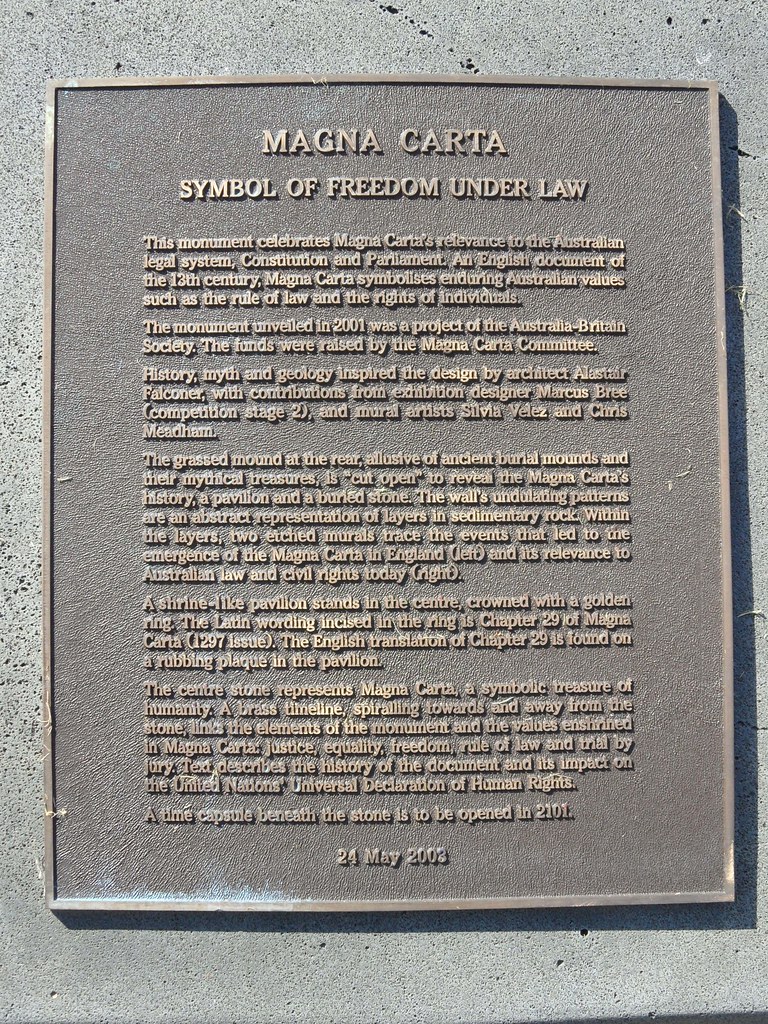 MAGNA CARTA
SYMBOL OF FREEDOM UNDER LAW
This monument celebrates Magna Carta's relevance to the Australian
legal system, Constitution and Parliament. An English document of
the 13th century, Magna Carta symbolises enduring Australian values
such as the rule of law and the rights of individuals.
The monument unveiled in 2001 was a project of the Australia-Britain
Society. The funds were raised by the Magna Carta Committee.
History, myth and geology inspired the design by architect Alastair
Falconer, with contributions from exhibition designer Marcus Bree
(competition stage 2), and mural artists Silvia Velez and Chris
Meadham.
The grassed mound at the rear, allusive of ancient burial mounds and
their mythical treasures, is "cut open" to reveal the Magna Carta's
history, a pavilion and a buried stone. The wall's undulating patterns
are an abstract representation of layers in sedimentary rock. Within
the layers, two etched murals trace the events that led to the
emergence of the Magna Carta in England (left) and its relevance to
Australian law and civil rights today (right).
A shrine-like pavilion stands in the centre, crowned with a golden
ring. The Latin wording incised in the ring is Chapter 29 of Magna
Carta (1297 issue). The English translation of Chapter 29 is found on
a rubbing plaque in the pavilion.
The centre stone represents Magna Carta, a symbolic treasure of
humanity. A brass timeline, spiralling towards and away from the
stone, links the elements of the monument and the values enshrined
in Magna Carta: justice, equality, freedom, rule of law and trial by
jury. Text describes the history of the document and its impact on
the United Nations' Universal Declaration of Human Rights.
A time capsule beneath the stone is to be opened in 2101.
24 May 2003